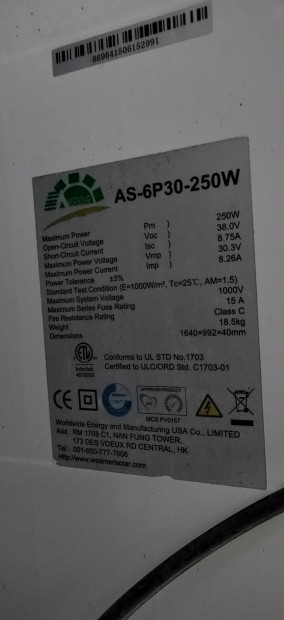 669641506152991
AS-6P30-250W
Maximum Power Pm ) 250W
Open-Circuit Voltage Voc ) 38.0V
Short-Circuit Current Isc ) 8.75A
Maximum Power Voltage Vmp ) 30.3V
Maximum Power Current Imp ) 8.26A
Power Tolerance ±3%
Standard Test Condition (E=1000W/m², Tc=25℃, AM=1.5)
Maximum System Voltage 1000V
Maximum Series Fuse Rating 15 A
Fire Resistance Rating Class C
Weight 18.5kg
Dimensions 1640×992×40mm
Conforms to UL STD No.1703
Certified to ULC/ORD Std. C1703-01
Intertek
CE
MCS PV0157
Worldwide Energy and Manufacturing USA Co., LIMITED
Add : RM 1708 C1, NAN FUNG TOWER,
173 DES VOEUX RD CENTRAL, HK
Tel : 001-650-777-7606